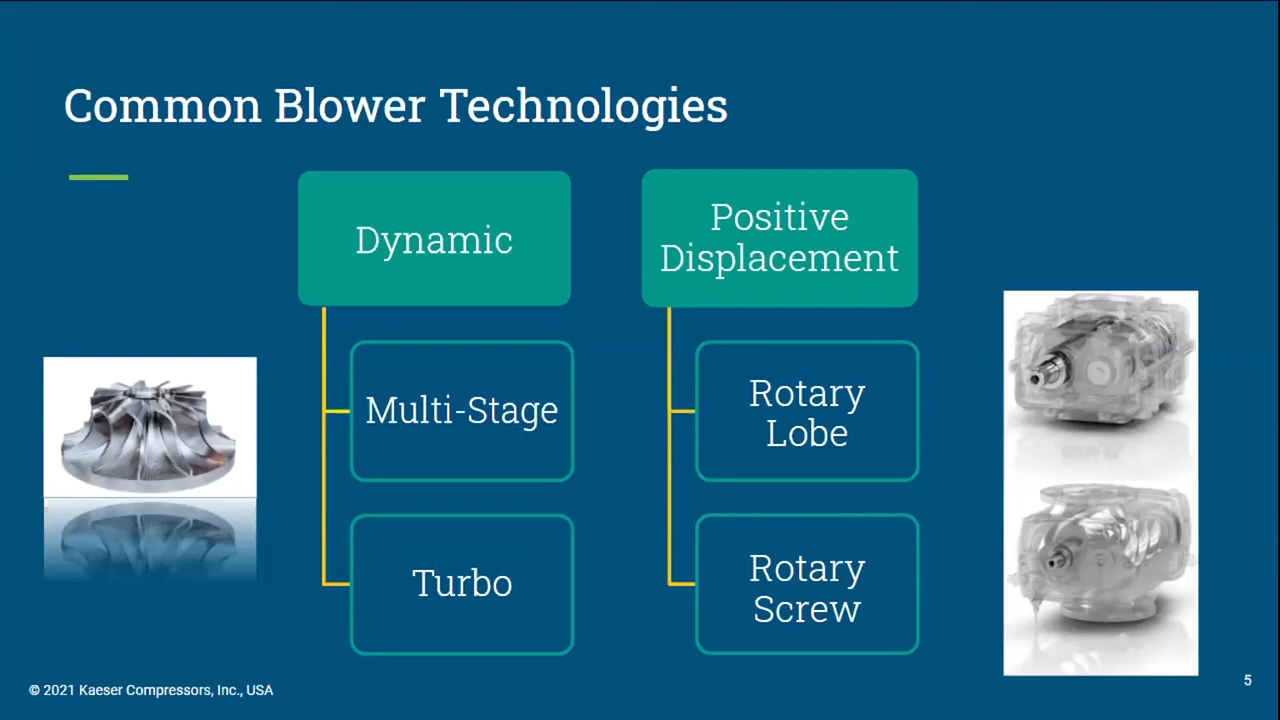 Common Blower Technologies
Dynamic
Multi-Stage
Turbo
Positive
Displacement
Rotary
Lobe
Rotary
Screw
© 2021 Kaeser Compressors, Inc., USA
5